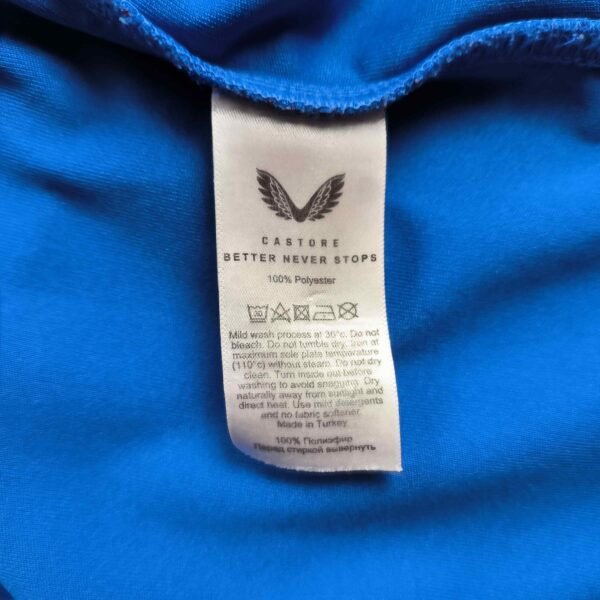 CASTORE
BETTER NEVER STOPS
100% Polyester
30
Mild wash process at 30°c. Do not
bleach. Do not tumble dry. Iron at
maximum sole plate temperature
(110°c) without steam. Do not dry
clean. Turn inside out before
washing to avoid snagging. Dry
naturally away from sunlight and
direct heat. Use mild detergents
and no fabric softener.
Made in Turkey
100% Полиэфир
Перед стиркой вывернуть